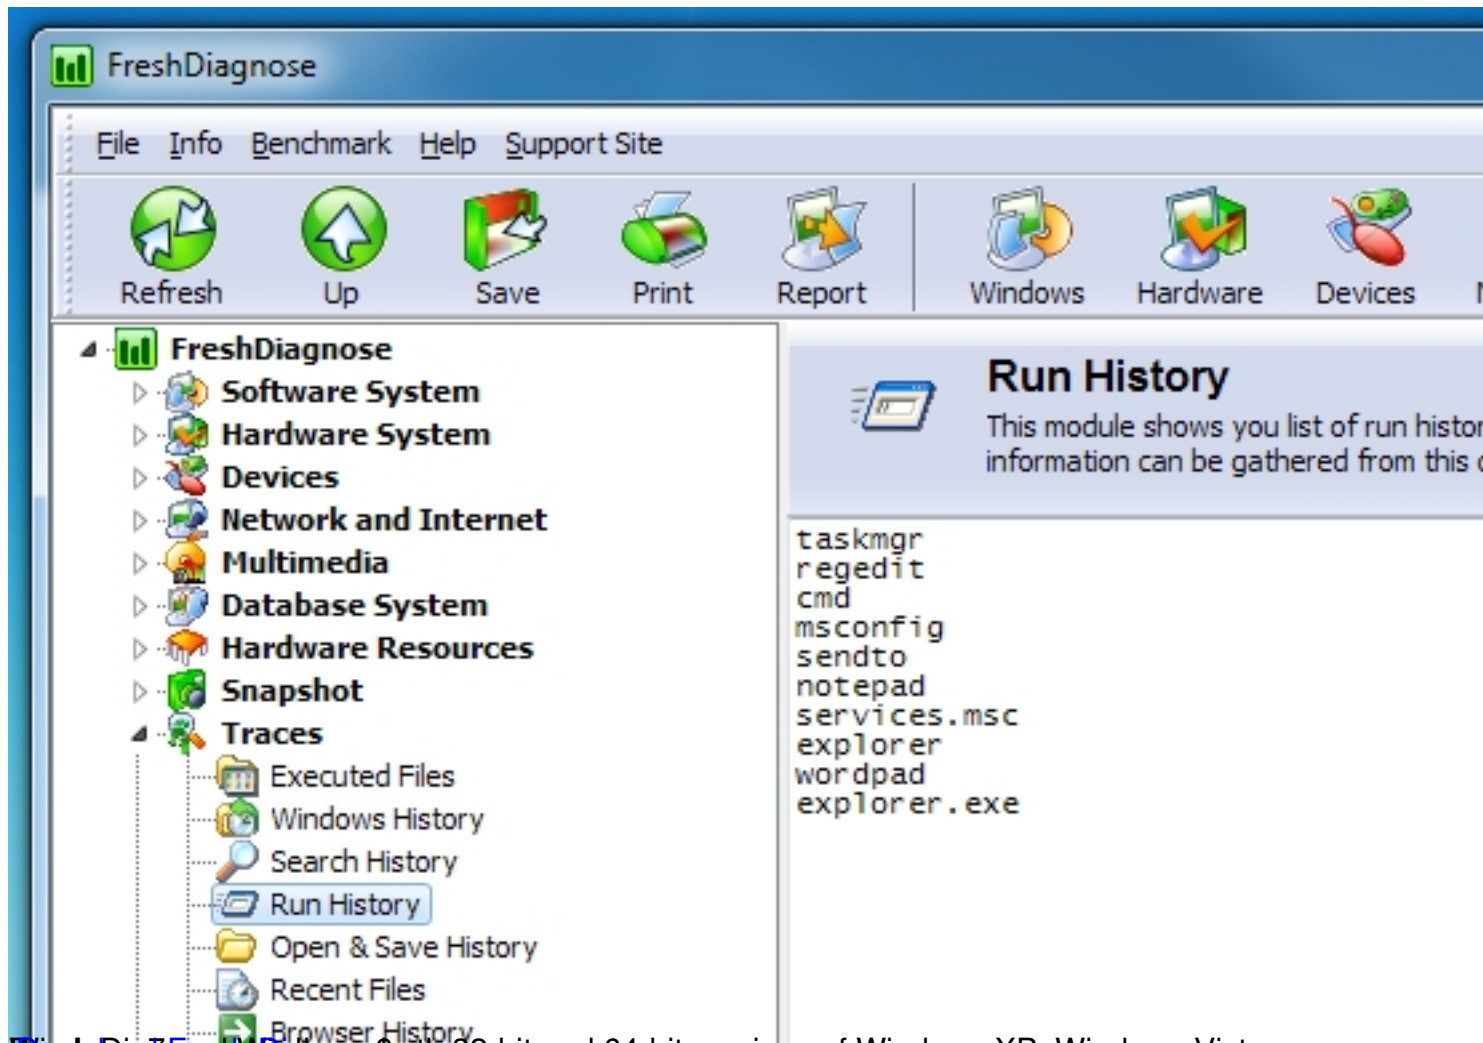 FreshDiagnose
File Info Benchmark Help Support Site
Refresh Up Save Print Report Windows Hardware Devices
FreshDiagnose
Software System
Hardware System
Devices
Network and Internet
Multimedia
Database System
Hardware Resources
Snapshot
Traces
Executed Files
Windows History
Search History
Run History
Open & Save History
Recent Files
Browser History
Run History
This module shows you list of run
information can be gathered from this
taskmgr
regedit
cmd
msconfig
sendto
notepad
services.msc
explorer
wordpad
explorer.exe